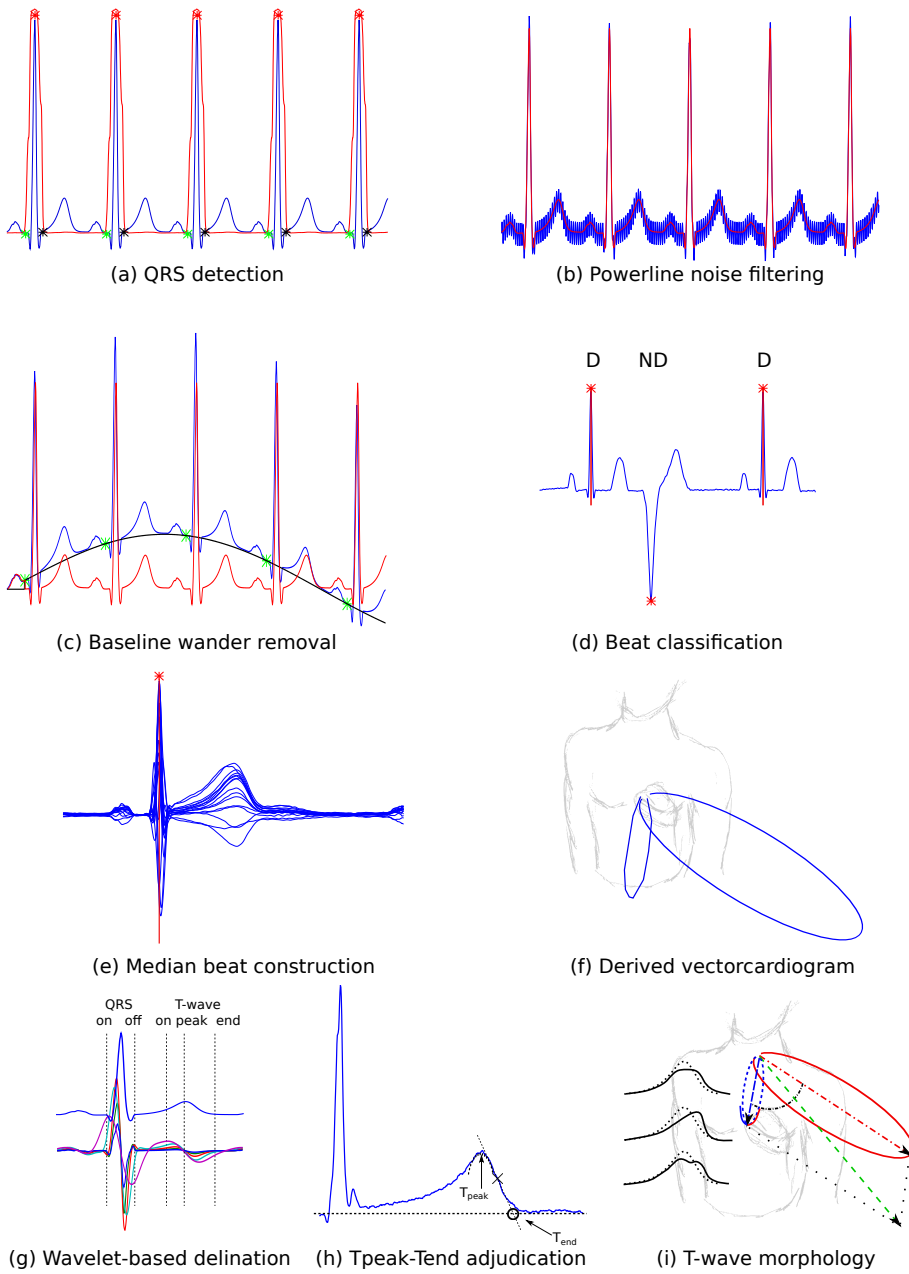 (a) QRS detection
(b) Powerline noise filtering
D ND D
(c) Baseline wander removal
(d) Beat classification
(e) Median beat construction
(f) Derived vectorcardiogram
QRS T-wave
on off on peak end
Tpeak
Tend
(g) Wavelet-based delination
(h) Tpeak-Tend adjudication
(i) T-wave morphology